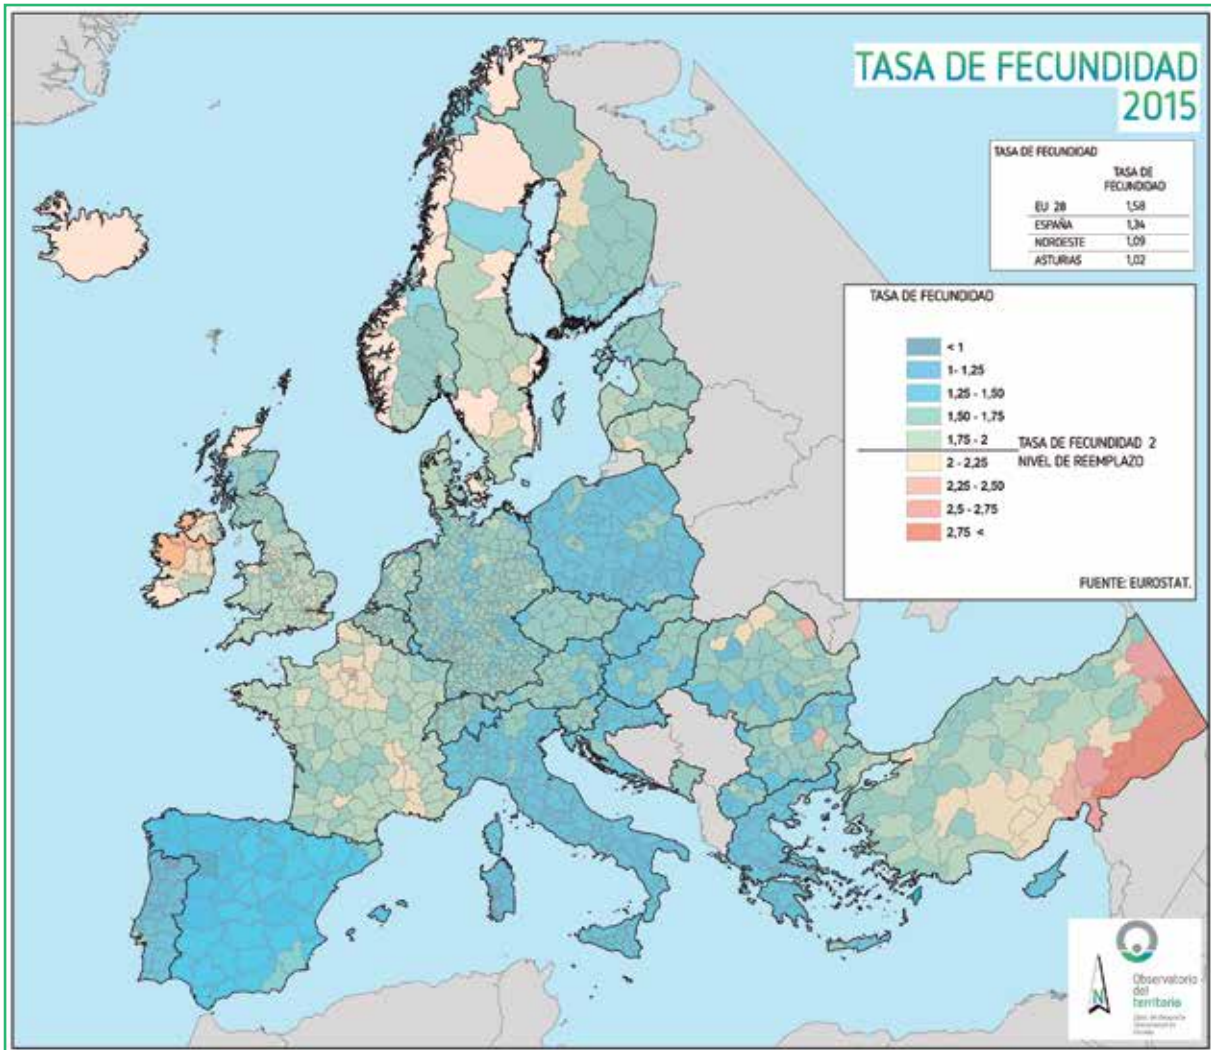 TASA DE FECUNDIDAD
2015
TASA DE FECUNDIDAD
TASA DE
FECUNDIDAD
EU 28 1,58
ESPAÑA 1,34
NOROESTE 1,09
ASTURIAS 1,02
TASA DE FECUNDIDAD
< 1
1- 1,25
1,25 - 1,50
1,50 - 1,75
1,75 - 2
TASA DE FECUNDIDAD 2
NIVEL DE REEMPLAZO
2 - 2,25
2,25 - 2,50
2,5 - 2,75
2,75 <
FUENTE: EUROSTAT.
N
Observatorio
del
territorio